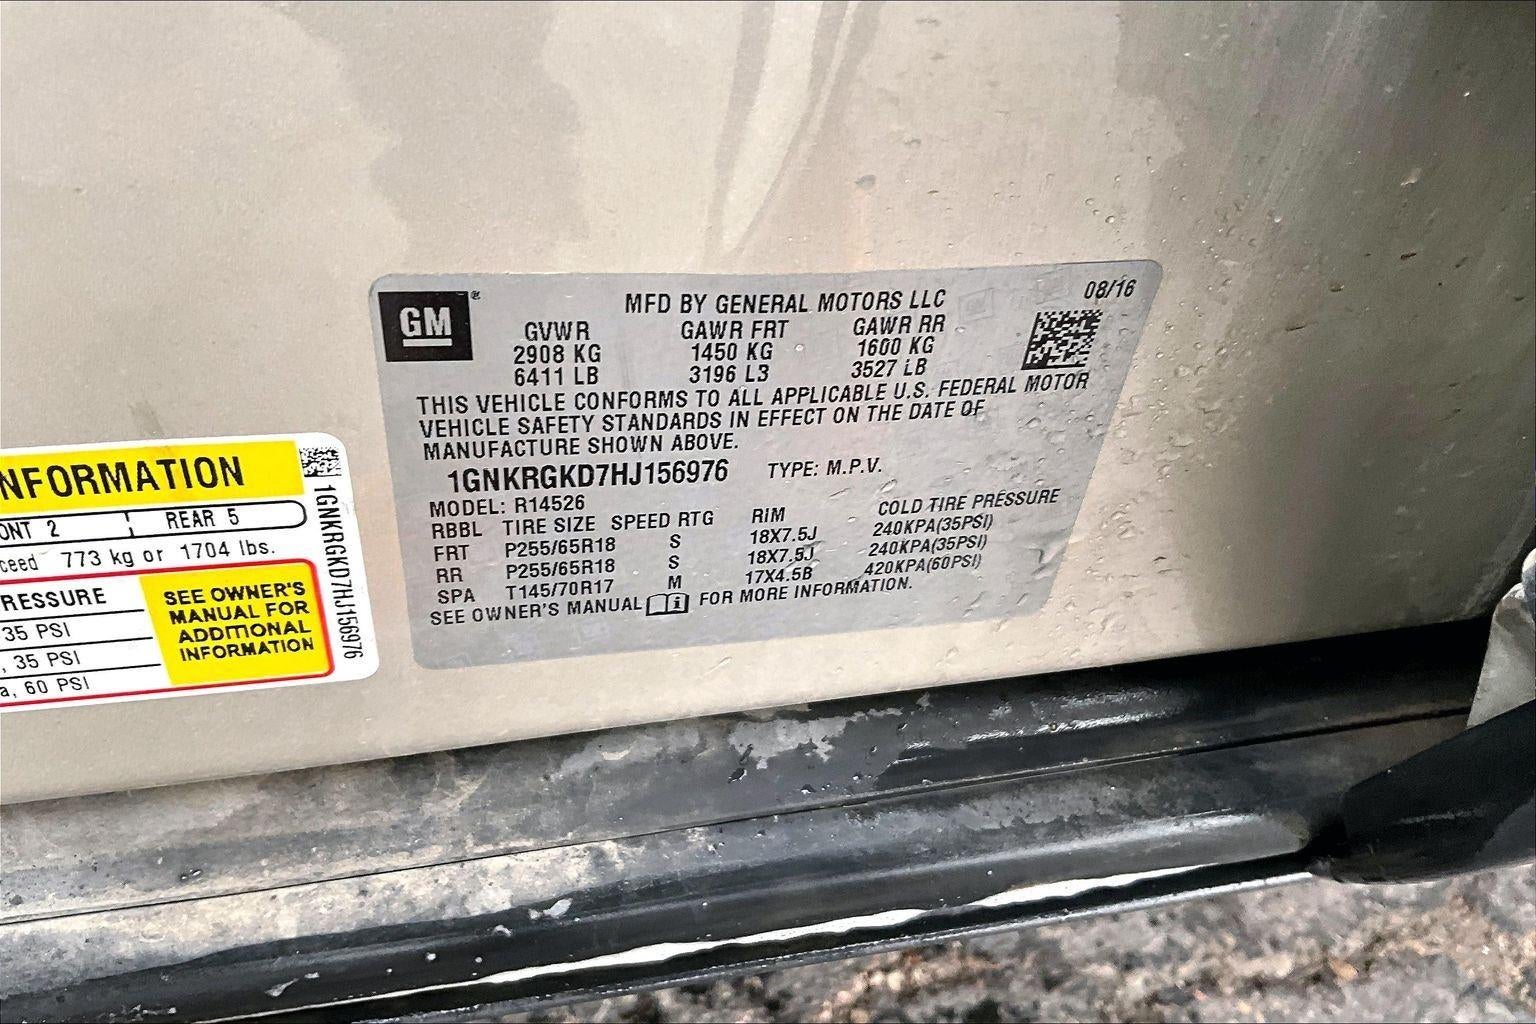 GM
®
MFD BY GENERAL MOTORS LLC
08/16
GVWR GAWR FRT GAWR RR
2908 KG 1450 KG 1600 KG
6411 LB 3196 LB 3527 LB
THIS VEHICLE CONFORMS TO ALL APPLICABLE U.S. FEDERAL MOTOR
VEHICLE SAFETY STANDARDS IN EFFECT ON THE DATE OF
MANUFACTURE SHOWN ABOVE.
1GNKRGKD7HJ156976 TYPE: M.P.V.
MODEL: R14526
RBBL TIRE SIZE SPEED RTG RIM COLD TIRE PRESSURE
FRT P255/65R18 S 18X7.5J 240KPA(35PSI)
RR P255/65R18 S 18X7.5J 240KPA(35PSI)
SPA T145/70R17 M 17X4.5B 420KPA(60PSI)
SEE OWNER'S MANUAL i FOR MORE INFORMATION.
NFORMATION
ONT 2 REAR 5
ceed 773 kg or 1704 lbs.
RESSURE
35 PSI
, 35 PSI
a, 60 PSI
SEE OWNER'S
MANUAL FOR
ADDITIONAL
INFORMATION
1GNKRGKD7HJ156976